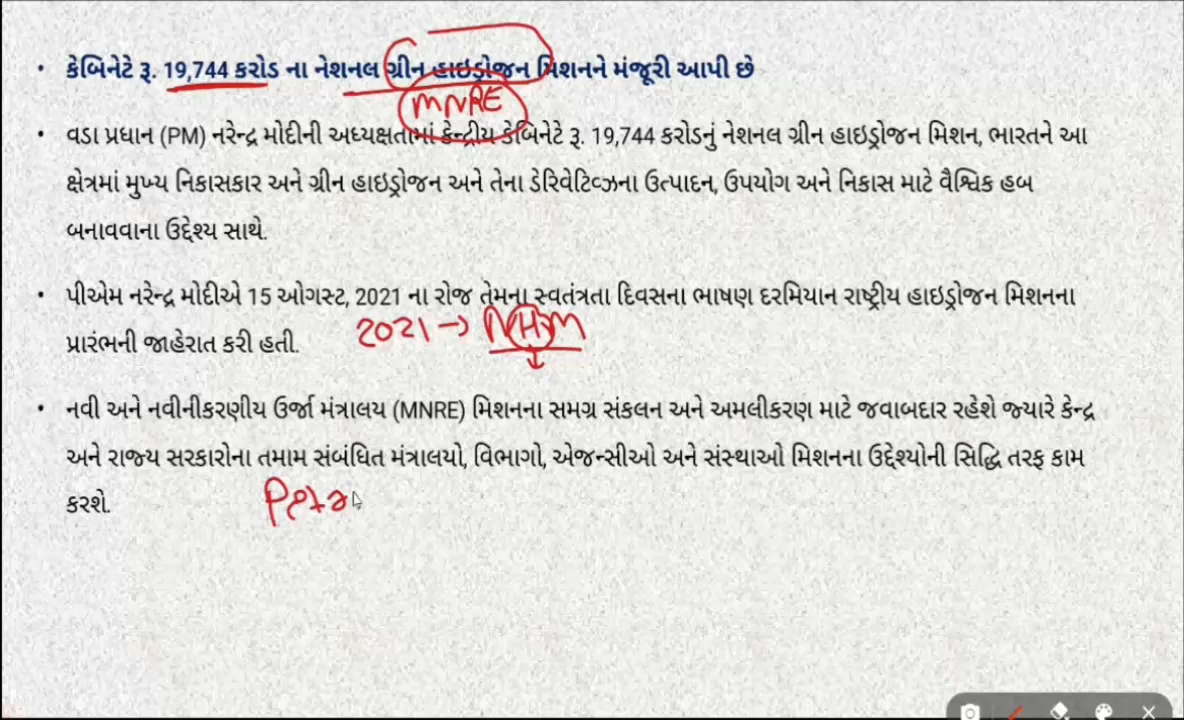 • કેબિનેટે રૂ. 19,744 કરોડ ના નેશનલ ગ્રીન હાઇડ્રોજન મિશનને મંજૂરી આપી છે
MNRE
• વડા પ્રધાન (PM) નરેન્દ્ર મોદીની અધ્યક્ષતામાં કેન્દ્રીય કેબિનેટે રૂ. 19,744 કરોડનું નેશનલ ગ્રીન હાઇડ્રોજન મિશન, ભારતને આ
ક્ષેત્રમાં મુખ્ય નિકાસકાર અને ગ્રીન હાઇડ્રોજન અને તેના ડેરિવેટિવ્ઝના ઉત્પાદન, ઉપયોગ અને નિકાસ માટે વૈશ્વિક હબ
બનાવવાના ઉદ્દેશ્ય સાથે.
• પીએમ નરેન્દ્ર મોદીએ 15 ઓગસ્ટ, 2021 ના રોજ તેમના સ્વતંત્રતા દિવસના ભાષણ દરમિયાન રાષ્ટ્રીય હાઇડ્રોજન મિશનના
2021 → NHM
પ્રારંભની જાહેરાત કરી હતી.
• નવી અને નવીનીકરણીય ઉર્જા મંત્રાલય (MNRE) મિશનના સમગ્ર સંકલન અને અમલીકરણ માટે જવાબદાર રહેશે જ્યારે કેન્દ્ર
અને રાજ્ય સરકારોના તમામ સંબંધિત મંત્રાલયો, વિભાગો, એજન્સીઓ અને સંસ્થાઓ મિશનના ઉદ્દેશ્યોની સિદ્ધિ તરફ કામ
કરશે.